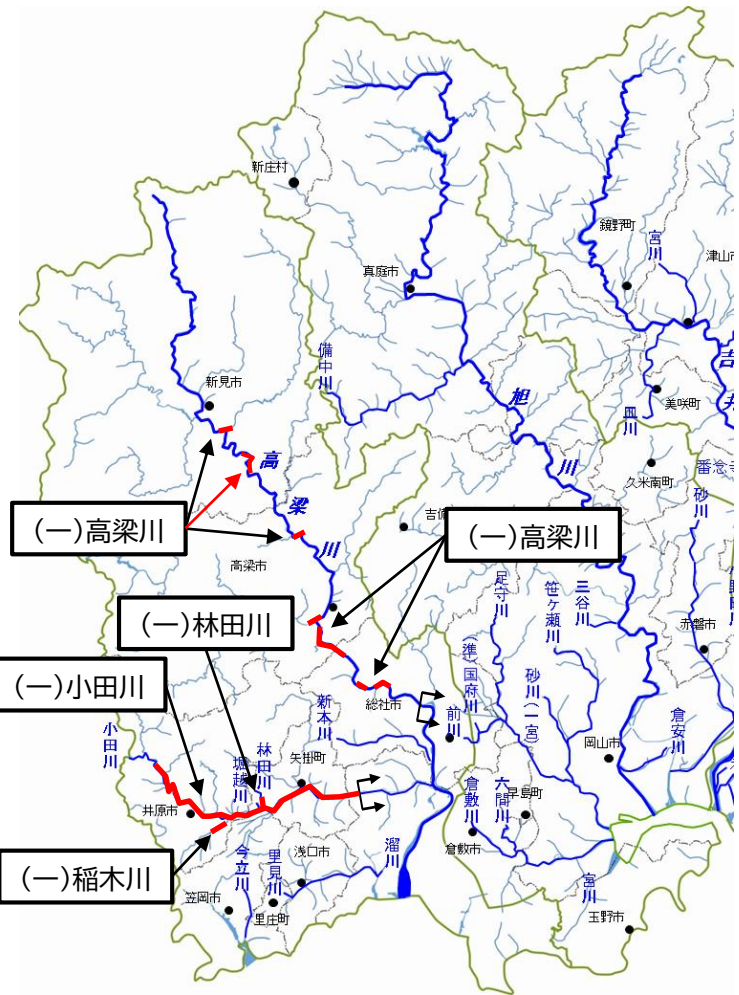 新庄村
鏡野町
宮川
津山市
真庭市
備中川
新見市
旭川
吉井
美咲町
皿川
高梁川
久米南町
砂川
(一)高梁川
(一)高梁川
高梁市
足守川
笹ヶ瀬川
三谷川
赤磐市
(一)林田川
(準)国府川
砂川(一宮)
(一)小田川
総社市
新本川
前川
倉安川
小田川
堀越川
林田川
矢掛町
岡山市
井原市
倉敷川
六間川
早島町
(一)稲木川
今立川
里見川
浅口市
溜川
倉敷市
笠岡市
里庄町
宮川
玉野市